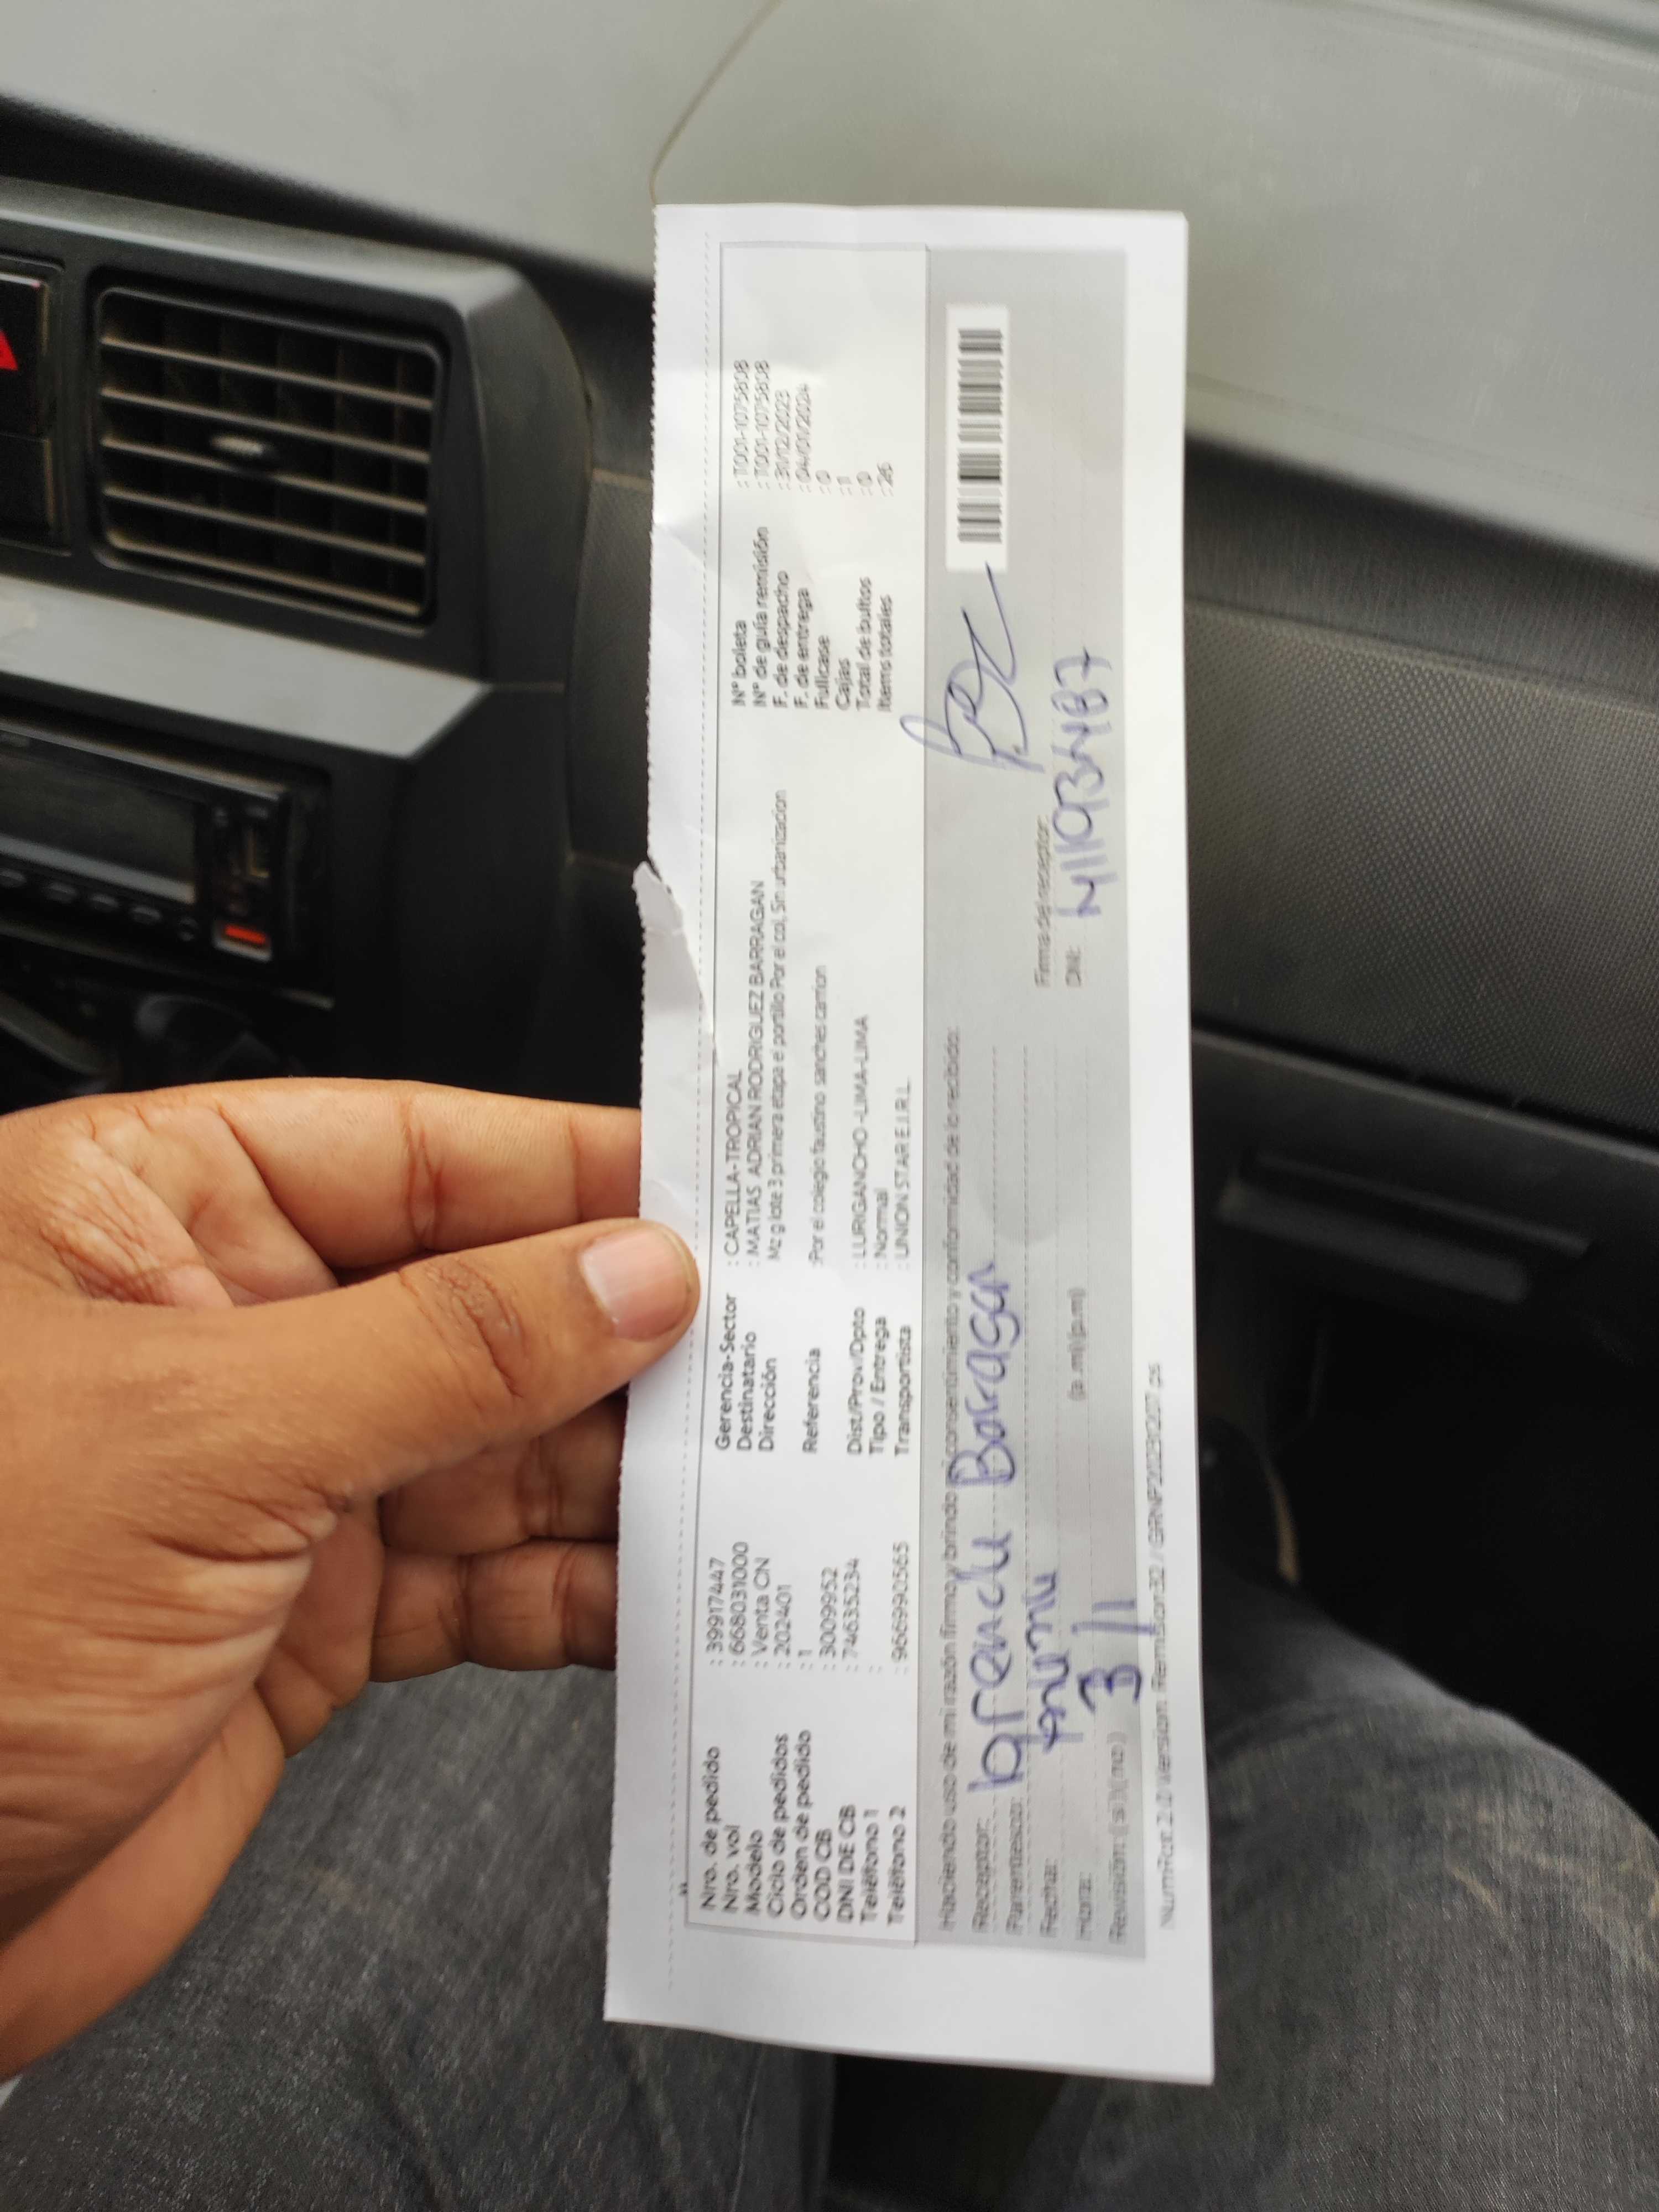 Nro. de pedido : 39917447
Nro. vol : 6680331000
Modelo : Venta CN
Ciclo de pedidos : 202401
Orden de pedido : 1
COD CB : 30099952
DNI DE CB : 74635234
Teléfono 1 :
Teléfono 2 : 966990565
Gerencia-Sector : CAPELLA-TROPICAL
Destinatario : MATIAS ADRIAN RODRIGUEZ BARRAGAN
Dirección Mz g lote 3 primera etapa el portillo Por el col, Sin urbanizacion
Referencia :Por el colegio faustino sanches carrion
Dist/Prov/Dpto : LURIGANCHO -LIMA-LIMA
Tipo / Entrega : Normal
Transportista : UNION STAR E.I.R.L.
Nº boleta : T001-1075808
Nº de guía remisión : T001-1075808
F. de despacho : 31/12/2023
F. de entrega : 04/01/2024
Fullcase : 0
Cajas : 1
Total de bultos : 0
Items totales : 26
Haciendo uso de mi razón firmo y brindo mi consentimiento y conformidad de lo recibido:
Receptor: brenda Barragan
Parentesco:
Fecha: 3/1
Hora: (a.m) (p.m)
Revisión: ( si ) ( no )
Firma del receptor:
DNI: 41934187